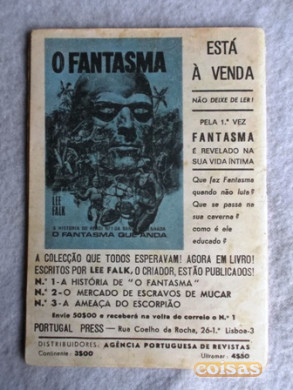 O FANTASMA
LEE
FALK
O FANTASMA QUE ANDA
ESTÁ
À VENDA
NÃO DEIXE DE LER!
PELA 1.ª VEZ
FANTASMA
É REVELADO NA
SUA VIDA ÍNTIMA
Que faz Fantasma
quando não luta?
Que se passa na
sua caverna?
como é ele
educado?
A COLECÇÃO QUE TODOS ESPERAVAM! AGORA EM LIVRO!
ESCRITOS POR LEE FALK, O CRIADOR, ESTÃO PUBLICADOS!
N.º 1-A HISTÓRIA DE "O FANTASMA"
N.º 2-O MERCADO DE ESCRAVOS DE MUCAR
N.º 3-A AMEAÇA DO ESCORPIÃO
Envie 50$00 e receberá na volta do correio o N.º 1
PORTUGAL PRESS — Rua Coelho da Rocha, 26-1.º Lisboa-3
DISTRIBUIDORES: AGÊNCIA PORTUGUESA DE REVISTAS
Continente: 3$00 Ultramar: 4$50
coisas